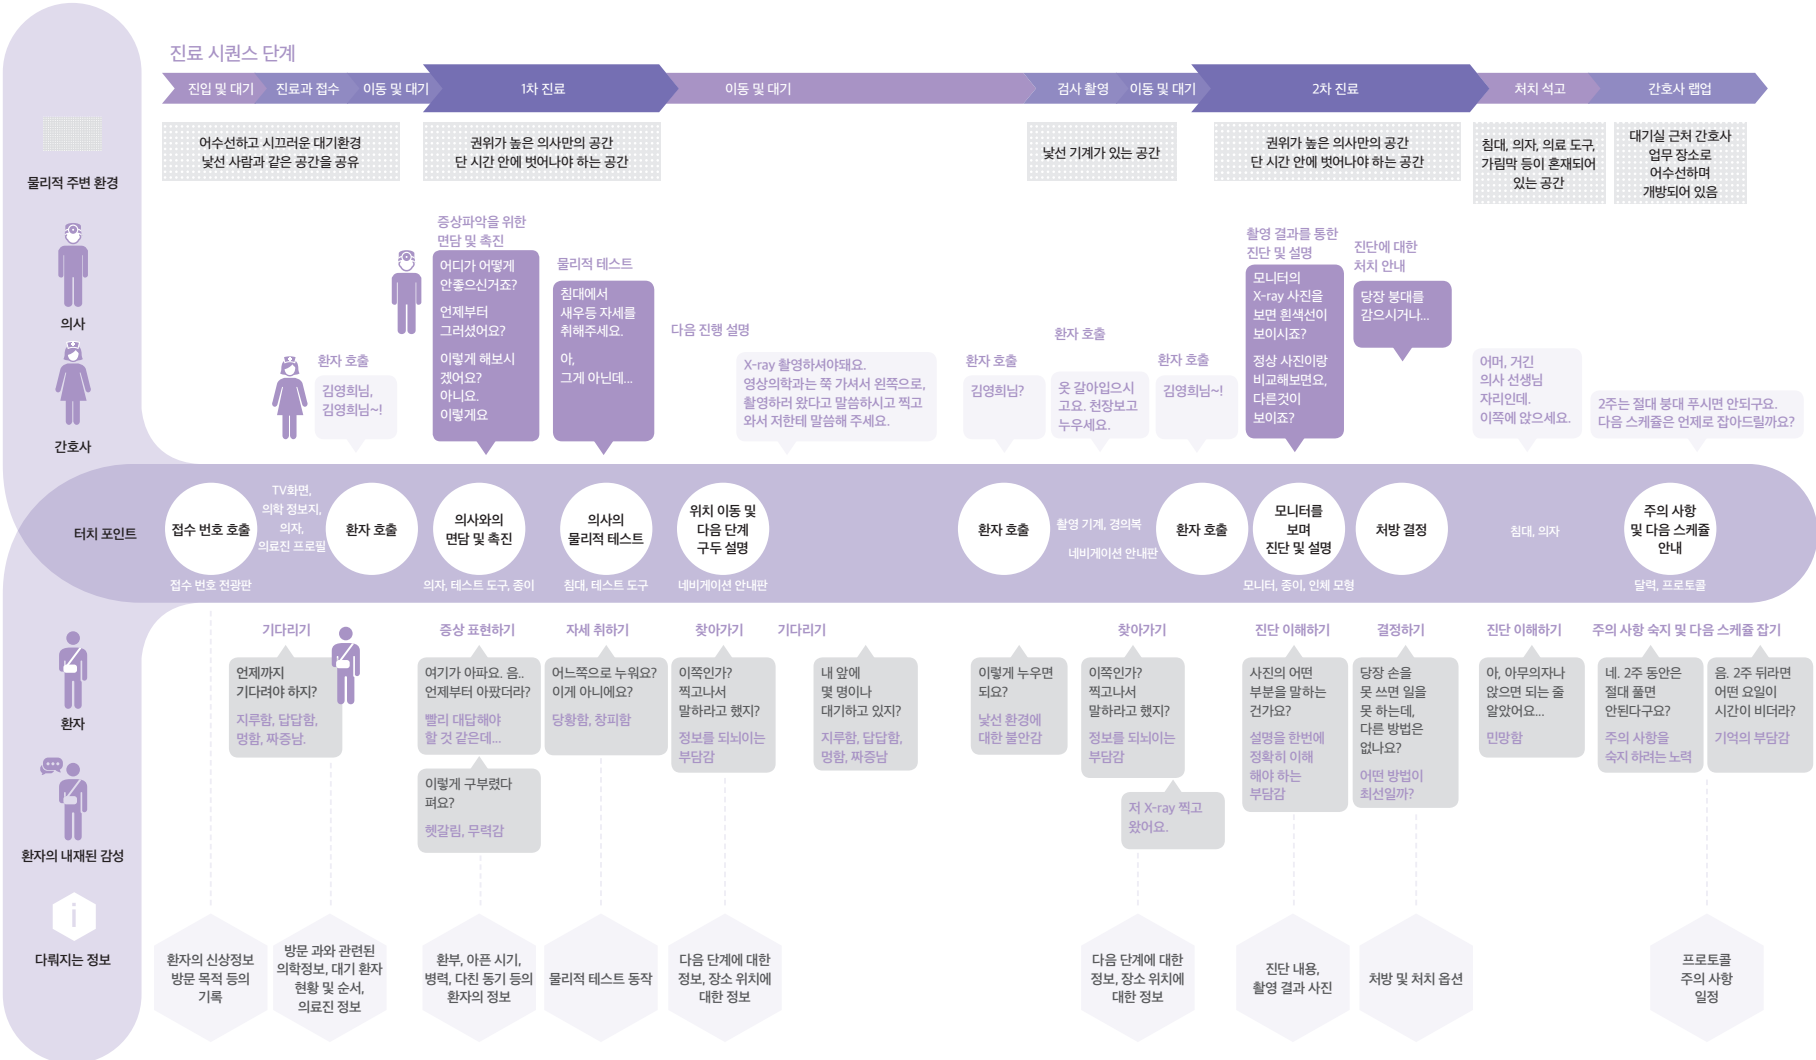 진료 시퀀스 단계
진입 및 대기
진료과 접수
이동 및 대기
1차 진료
이동 및 대기
검사 촬영
이동 및 대기
2차 진료
처치 석고
간호사 랩업
물리적 주변 환경
어수선하고 시끄러운 대기환경
낯선 사람과 같은 공간을 공유
권위가 높은 의사만의 공간
단 시간 안에 벗어나야 하는 공간
낯선 기계가 있는 공간
권위가 높은 의사만의 공간
단 시간 안에 벗어나야 하는 공간
침대, 의자, 의료 도구,
가림막 등이 혼재되어
있는 공간
대기실 근처 간호사
업무 장소로
어수선하며
개방되어 있음
의사
증상파악을 위한
면담 및 촉진
어디가 어떻게
안좋으신거죠?
언제부터
그러셨어요?
이렇게 해보시
겠어요?
아니요.
이렇게요
물리적 테스트
침대에서
새우등 자세를
취해주세요.
아,
그게 아닌데...
촬영 결과를 통한
진단 및 설명
모니터의
X-ray 사진을
보면 흰색선이
보이시죠?
정상 사진이랑
비교해보면요,
다른것이
보이죠?
진단에 대한
처치 안내
당장 붕대를
감으시거나...
간호사
환자 호출
김영희님,
김영희님~!
다음 진행 설명
X-ray 촬영하셔야돼요.
영상의학과는 쭉 가셔서 왼쪽으로,
촬영하러 왔다고 말씀하시고 찍고
와서 저한테 말씀해 주세요.
환자 호출
김영희님?
환자 호출
옷 갈아입으시
고요. 천장보고
누우세요.
환자 호출
김영희님~!
어머, 거긴
의사 선생님
자리인데.
이쪽에 앉으세요.
2주는 절대 붕대 푸시면 안되구요.
다음 스케쥴은 언제로 잡아드릴까요?
터치 포인트
접수 번호 호출
접수 번호 전광판
TV화면,
의학 정보지,
의자,
의료진 프로필
환자 호출
의사와의
면담 및 촉진
의자, 테스트 도구, 종이
의사의
물리적 테스트
침대, 테스트 도구
위치 이동 및
다음 단계
구두 설명
네비게이션 안내판
환자 호출
촬영 기계, 경의복
네비게이션 안내판
환자 호출
모니터를
보며
진단 및 설명
모니터, 종이, 인체 모형
처방 결정
침대, 의자
주의 사항
및 다음 스케쥴
안내
달력, 프로토콜
환자
환자의 내재된 감성
기다리기
언제까지
기다려야 하지?
지루함, 답답함,
멍함, 짜증남.
증상 표현하기
여기가 아파요. 음..
언제부터 아팠더라?
빨리 대답해야
할 것 같은데...
이렇게 구부렸다
펴요?
헷갈림, 무력감
자세 취하기
어느쪽으로 누워요?
이게 아니에요?
당황함, 창피함
찾아가기
이쪽인가?
찍고나서
말하라고 했지?
정보를 되뇌이는
부담감
기다리기
내 앞에
몇 명이나
대기하고 있지?
지루함, 답답함,
멍함, 짜증남
이렇게 누우면
되요?
낯선 환경에
대한 불안감
찾아가기
이쪽인가?
찍고나서
말하라고 했지?
정보를 되뇌이는
부담감
저 X-ray 찍고
왔어요.
진단 이해하기
사진의 어떤
부분을 말하는
건가요?
설명을 한번에
정확히 이해
해야 하는
부담감
결정하기
당장 손을
못 쓰면 일을
못 하는데,
다른 방법은
없나요?
어떤 방법이
최선일까?
진단 이해하기
아, 아무의자나
앉으면 되는 줄
알았어요...
민망함
주의 사항 숙지 및 다음 스케쥴 잡기
네. 2주 동안은
절대 풀면
안된다구요?
주의 사항을
숙지 하려는 노력
음. 2주 뒤라면
어떤 요일이
시간이 비더라?
기억의 부담감
i
다뤄지는 정보
환자의 신상정보
방문 목적 등의
기록
방문 과와 관련된
의학정보, 대기 환자
현황 및 순서,
의료진 정보
환부, 아픈 시기,
병력, 다친 동기 등의
환자의 정보
물리적 테스트 동작
다음 단계에 대한
정보, 장소 위치에
대한 정보
다음 단계에 대한
정보, 장소 위치에
대한 정보
진단 내용,
촬영 결과 사진
처방 및 처치 옵션
프로토콜
주의 사항
일정